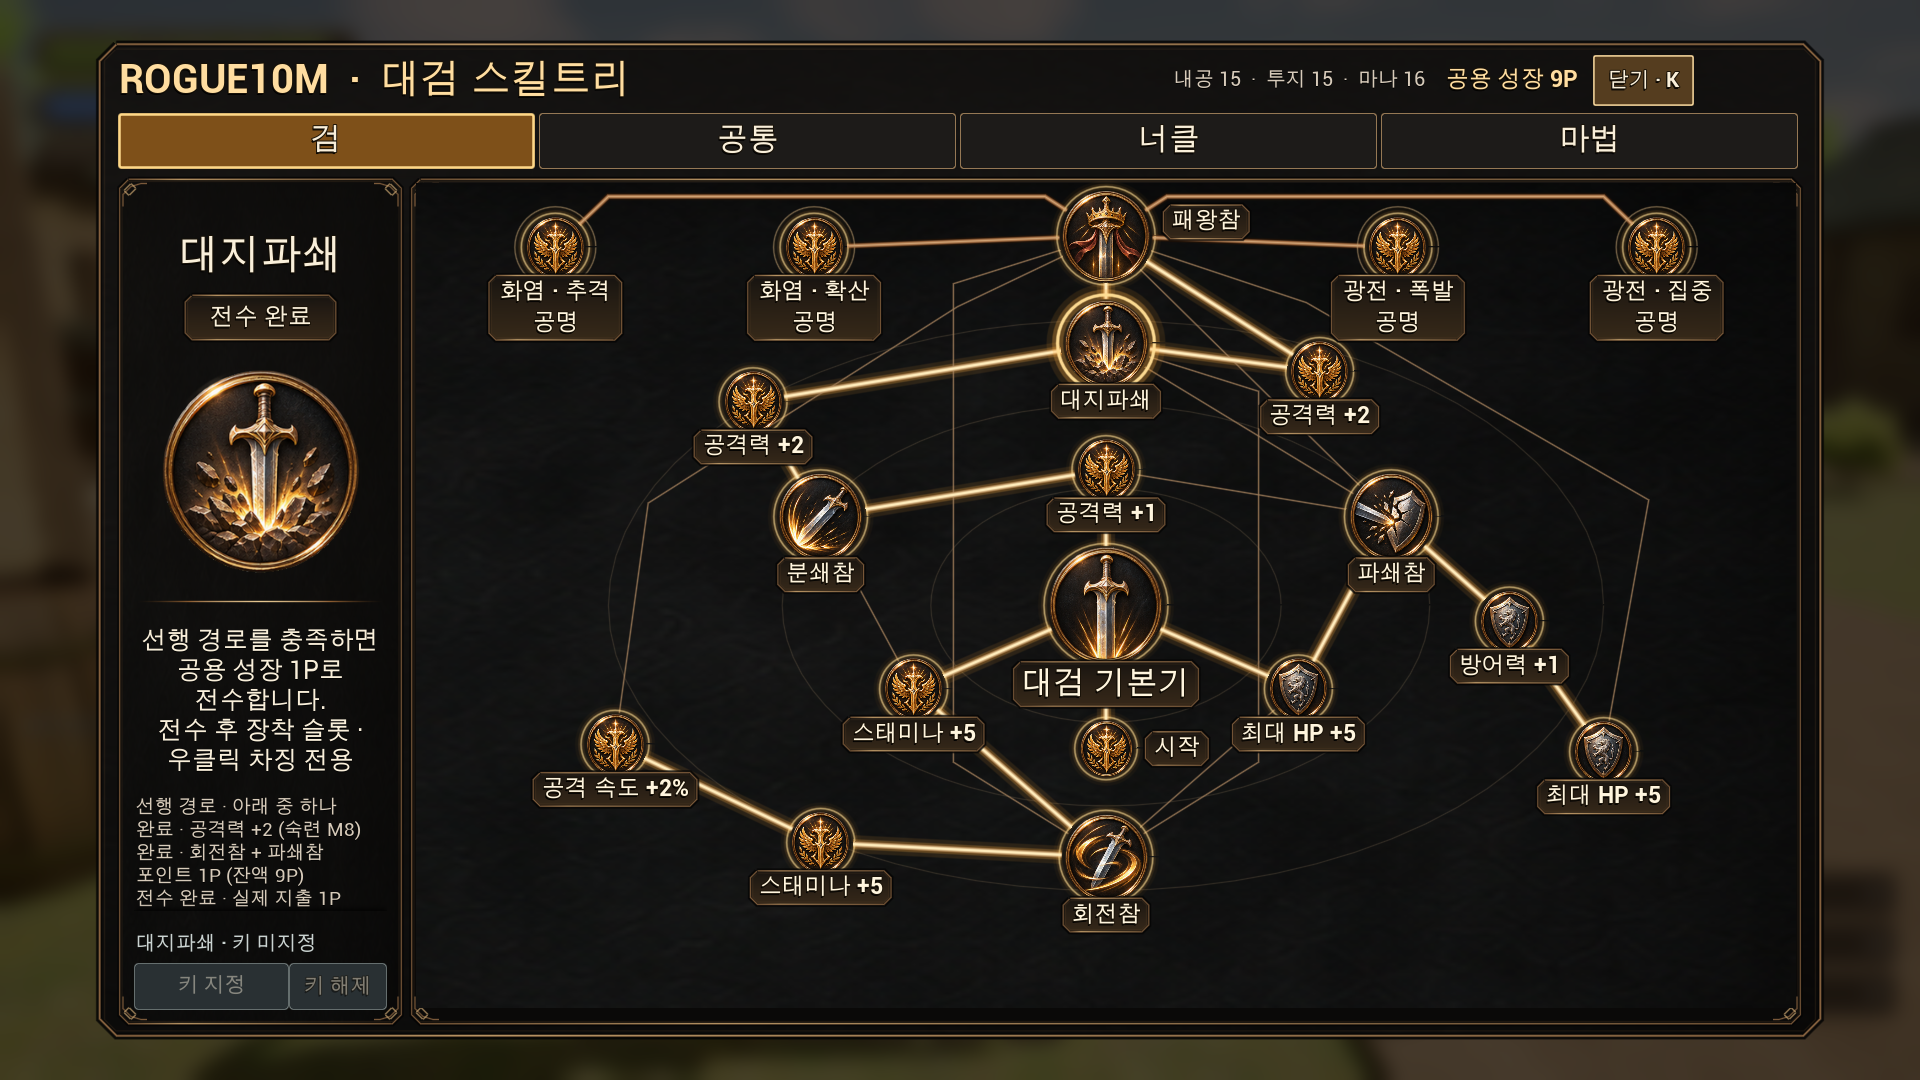 ROGUE10M · 대검 스킬트리
내공 15 · 투지 15 · 마나 16
공용 성장 9P
닫기 · K
검
공통
너클
마법
대지파쇄
전수 완료
선행 경로를 충족하면
공용 성장 1P로
전수합니다.
전수 후 장착 슬롯 ·
우클릭 차징 전용
선행 경로 · 아래 중 하나
완료 · 공격력 +2 (숙련 M8)
완료 · 회전참 + 파쇄참
포인트 1P (잔액 9P)
전수 완료 · 실제 지출 1P
대지파쇄 · 키 미지정
키 지정
키 해제
패왕참
화염 · 추격
공명
화염 · 확산
공명
광전 · 폭발
공명
광전 · 집중
공명
대지파쇄
공격력 +2
공격력 +2
공격력 +1
분쇄참
파쇄참
대검 기본기
방어력 +1
스태미나 +5
시작
최대 HP +5
공격 속도 +2%
최대 HP +5
스태미나 +5
회전참